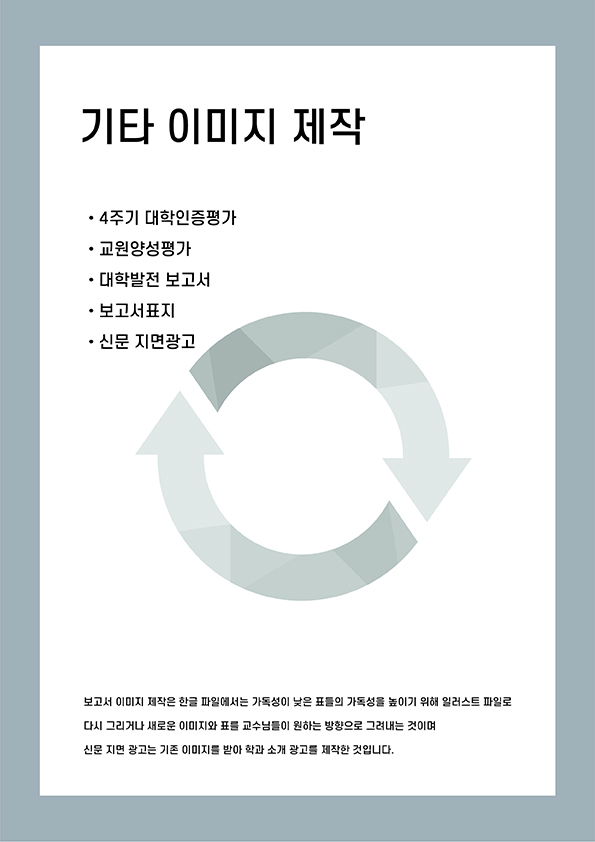 기타 이미지 제작
• 4주기 대학인증평가
• 교원양성평가
• 대학발전 보고서
• 보고서표지
• 신문 지면광고
보고서 이미지 제작은 한글 파일에서는 가독성이 낮은 표들의 가독성을 높이기 위해 일러스트 파일로
다시 그리거나 새로운 이미지와 표를 교수님들이 원하는 방향으로 그려내는 것이며
신문 지면 광고는 기존 이미지를 받아 학과 소개 광고를 제작한 것입니다.